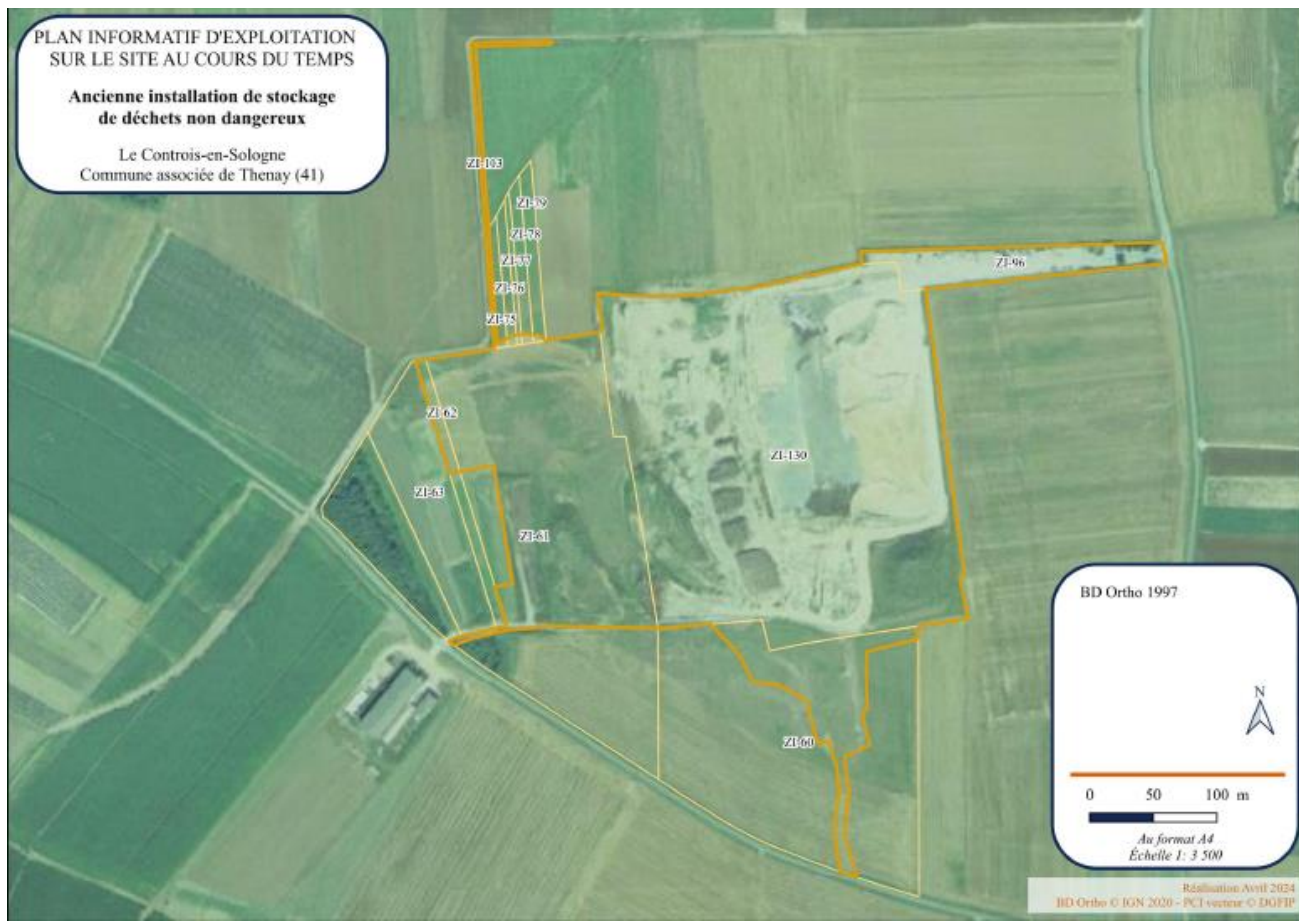 PLAN INFORMATIF D'EXPLOITATION
SUR LE SITE AU COURS DU TEMPS
Ancienne installation de stockage
de déchets non dangereux
Le Controis-en-Sologne
Commune associée de Thenay (41)
ZI-113
ZI-79
ZI-78
ZI-77
ZI-76
ZI-75
ZI-96
ZI-62
ZI-130
ZI-63
ZI-61
ZI-60
BD Ortho 1997
N
0 50 100 m
Au format A4
Échelle 1: 3 500
Réalisation Avril 2024
BD Ortho © IGN 2020 - PCI vecteur © DGFIP